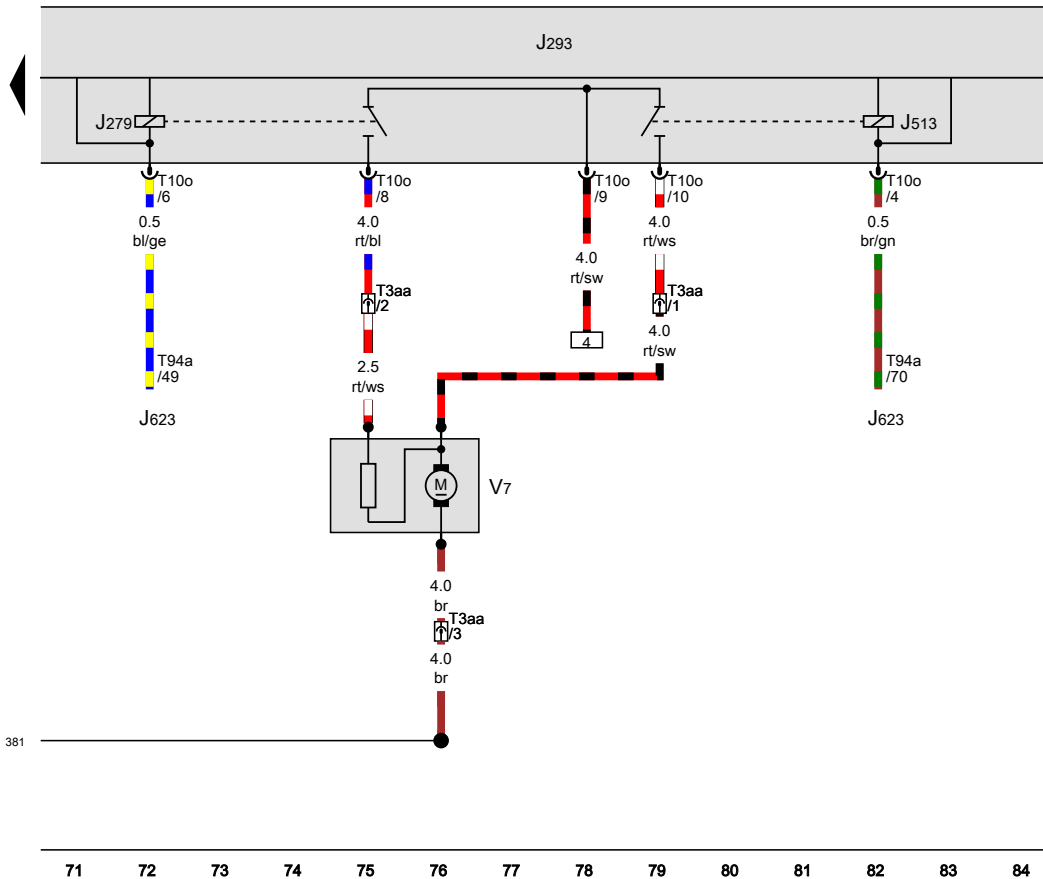 J293
J279
J513
T10o
/6
T10o
/8
T10o
/9
T10o
/10
T10o
/4
0.5
bl/ge
4.0
rt/bl
4.0
rt/sw
4.0
rt/ws
0.5
br/gn
T3aa
/2
T3aa
/1
4
4.0
rt/sw
T94a
/49
2.5
rt/ws
T94a
/70
J623
J623
M
V7
4.0
br
T3aa
/3
4.0
br
381
71 72 73 74 75 76 77 78 79 80 81 82 83 84